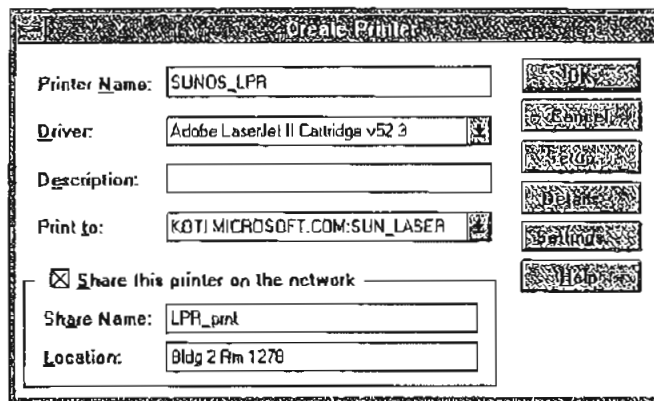 Create Printer
Printer Name: SUNOS_LPR
OK
Cancel
Driver: Adobe LaserJet II Cartridge v52.3
Setup...
Description:
Details...
Print to: KOTI.MICROSOFT.COM:SUN_LASER
Settings...
Help
Share this printer on the network
Share Name: LPR_prnt
Location: Bldg 2 Rm 1278